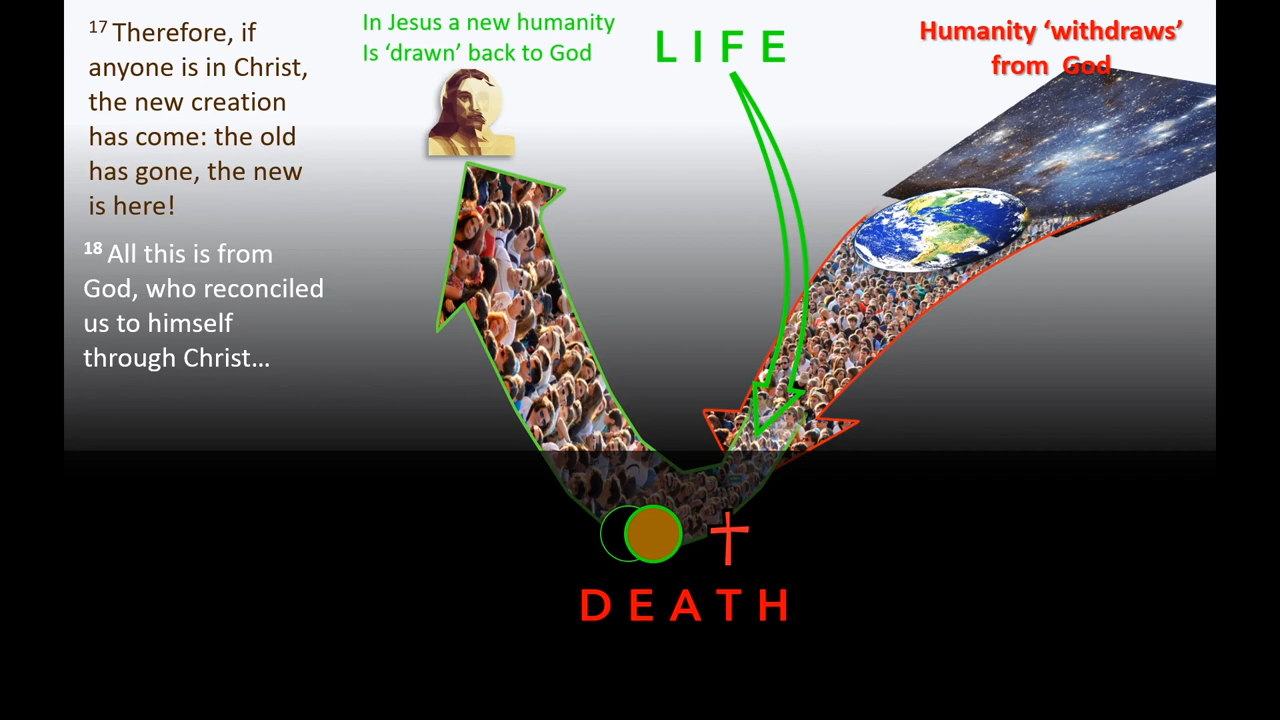 17 Therefore, if
anyone is in Christ,
the new creation
has come: the old
has gone, the new
is here!
18 All this is from
God, who reconciled
us to himself
through Christ…
In Jesus a new humanity
Is ‘drawn’ back to God
LIFE
Humanity ‘withdraws’
from God
DEATH